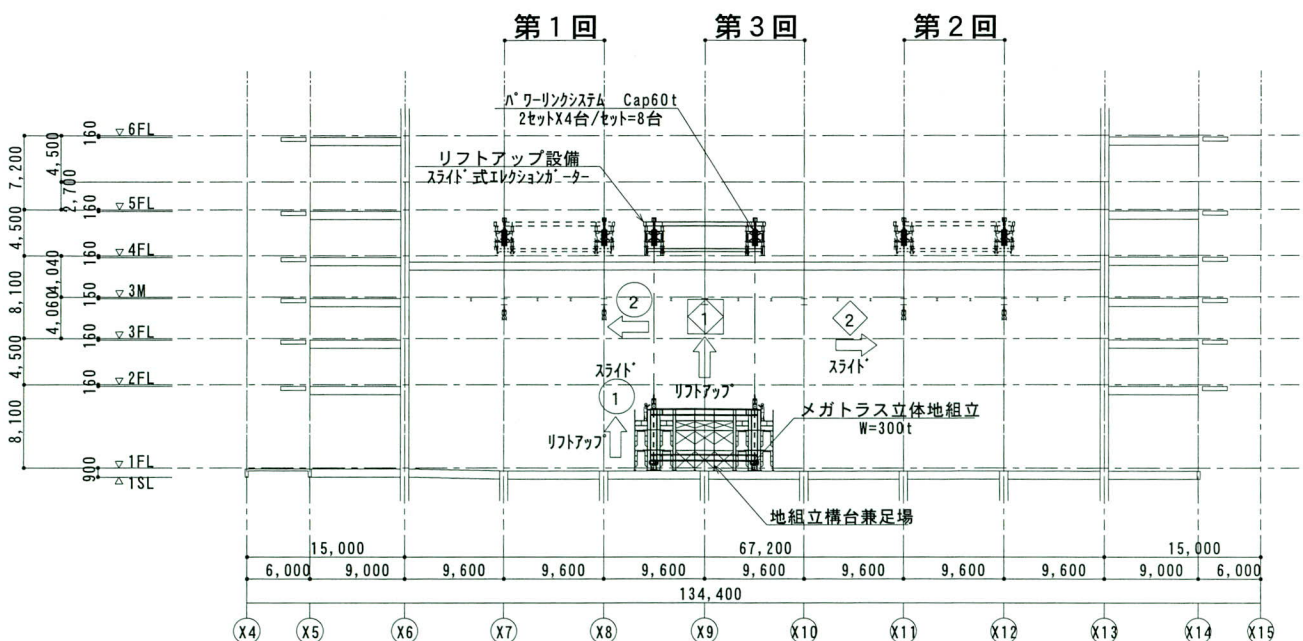 第1回
第3回
第2回
パワーリンクシステム Cap60t
2セットX4台/セット=8台
リフトアップ設備
スライド式エレクションガーター
7,200
4,500
8,100
4,500
8,100
900
4,500
2,700
4,040
4,060
160
160
160
150
160
160
▽6FL
▽5FL
▽4FL
▽3M
▽3FL
▽2FL
▽1FL
△1SL
2
1
2
スライド
スライド
1
リフトアップ
リフトアップ
メガトラス立体地組立
W=300t
地組立構台兼足場
15,000
67,200
15,000
6,000
9,000
9,600
9,600
9,600
9,600
9,600
9,600
9,600
9,000
6,000
134,400
X4
X5
X6
X7
X8
X9
X10
X11
X12
X13
X14
X15